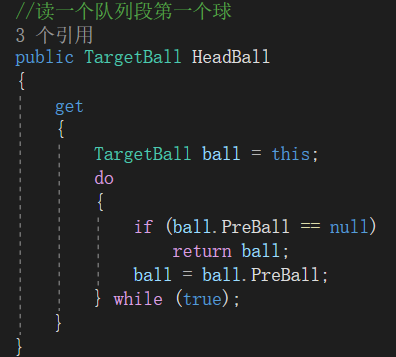 //读一个队列段第一个球
3 个引用
public TargetBall HeadBall
{
    get
    {
        TargetBall ball = this;
        do
        {
            if (ball.PreBall == null)
                return ball;
            ball = ball.PreBall;
        } while (true);
    }
}